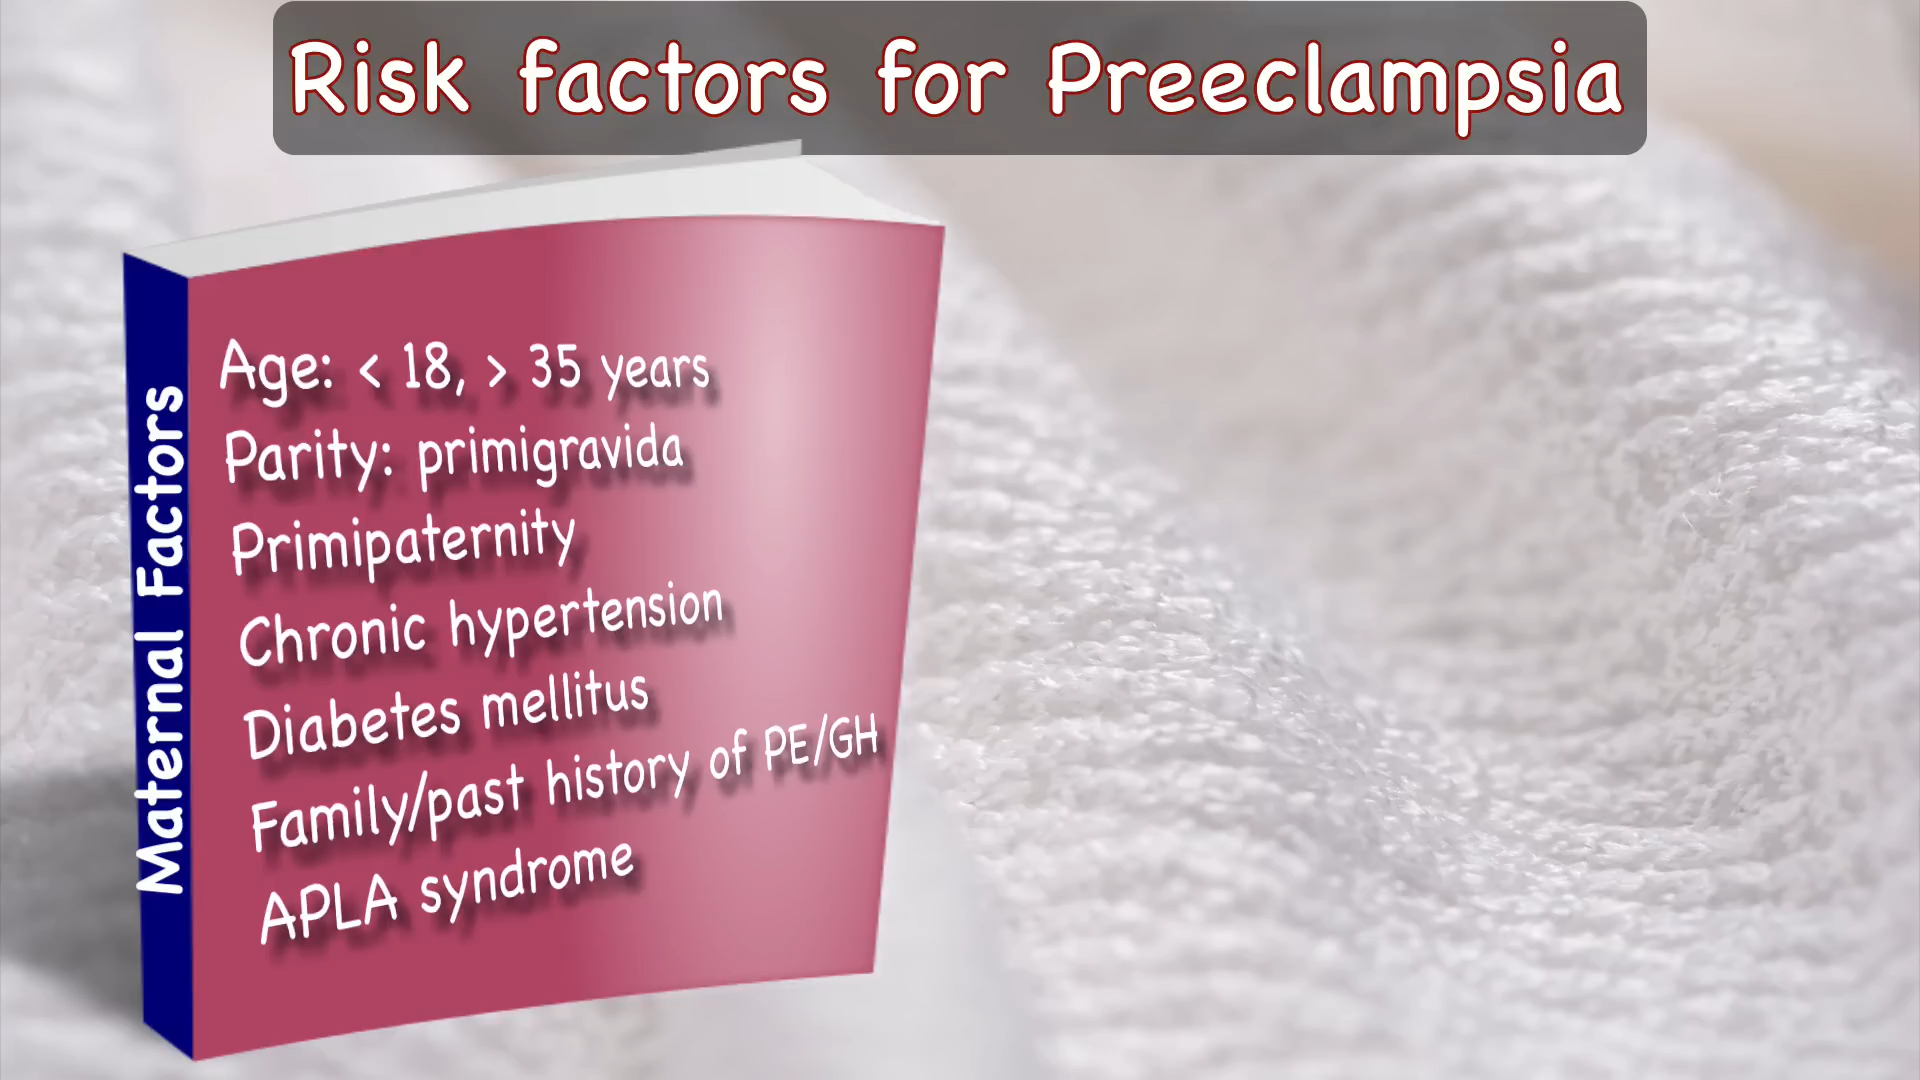 Risk factors for Preeclampsia
Maternal Factors
Age: < 18, > 35 years
Parity: primigravida
Primipaternity
Chronic hypertension
Diabetes mellitus
Family/past history of PE/GH
APLA syndrome